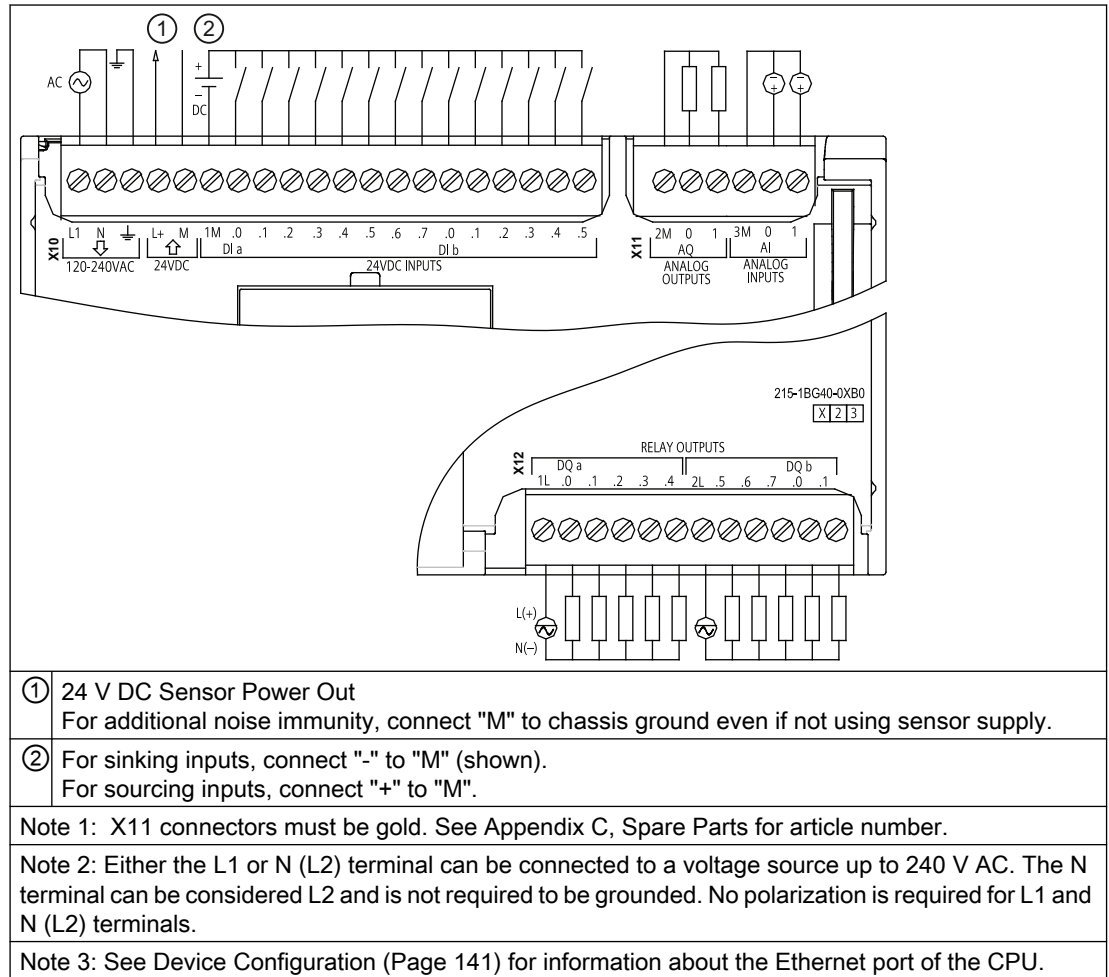 ① ②
AC
+
−
DC
L1 N L+ M 1M .0 .1 .2 .3 .4 .5 .6 .7 .0 .1 .2 .3 .4 .5
X10
120-240VAC 24VDC DI a DI b
24VDC INPUTS
2M 0 1 3M 0 1
X11
AQ AI
ANALOG OUTPUTS
ANALOG INPUTS
215-1BG40-0XB0
X 2 3
RELAY OUTPUTS
X12
DQ a DQ b
1L .0 .1 .2 .3 .4 2L .5 .6 .7 .0 .1
L(+)
N(−)
① 24 V DC Sensor Power Out
For additional noise immunity, connect "M" to chassis ground even if not using sensor supply.
② For sinking inputs, connect "-" to "M" (shown).
For sourcing inputs, connect "+" to "M".
Note 1: X11 connectors must be gold. See Appendix C, Spare Parts for article number.
Note 2: Either the L1 or N (L2) terminal can be connected to a voltage source up to 240 V AC. The N
terminal can be considered L2 and is not required to be grounded. No polarization is required for L1 and
N (L2) terminals.
Note 3: See Device Configuration (Page 141) for information about the Ethernet port of the CPU.